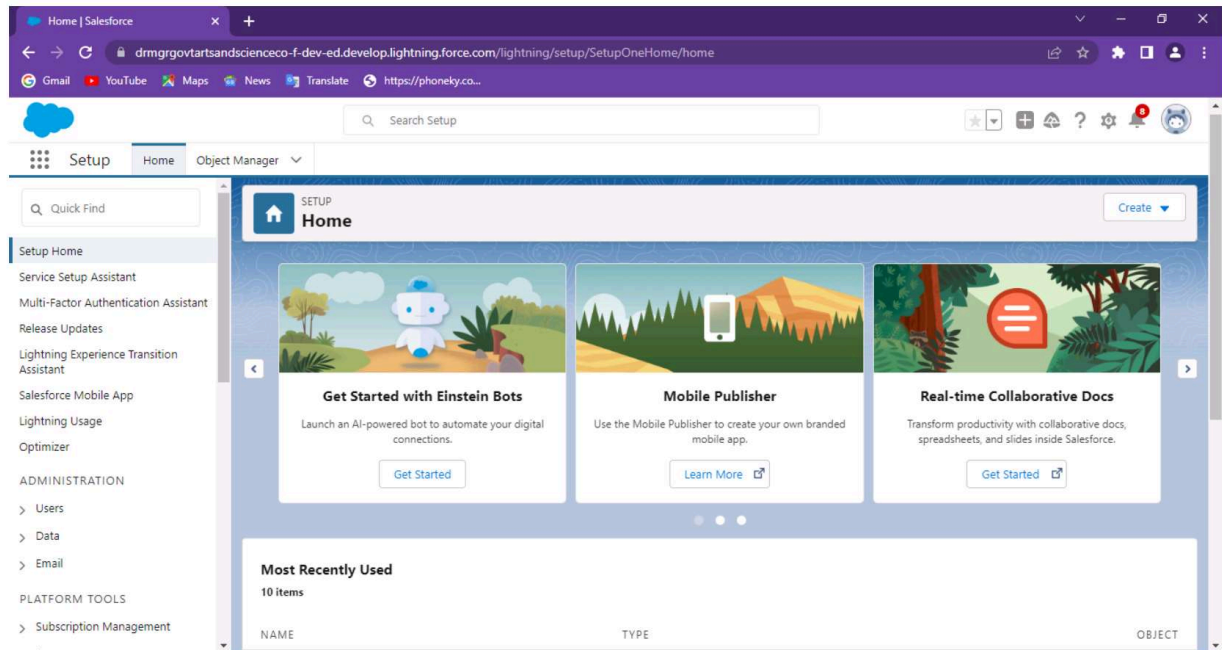 Home | Salesforce
drmgrgovtartsandscienceco-f-dev-ed.develop.lightning.force.com/lightning/setup/SetupOneHome/home
Gmail YouTube Maps News Translate https://phoneky.co...
Search Setup
8
Setup Home Object Manager
Quick Find
SETUP
Home
Create
Setup Home
Service Setup Assistant
Multi-Factor Authentication Assistant
Release Updates
Lightning Experience Transition
Assistant
Salesforce Mobile App
Lightning Usage
Optimizer
ADMINISTRATION
Users
Data
Email
PLATFORM TOOLS
Subscription Management
Get Started with Einstein Bots
Launch an AI-powered bot to automate your digital
connections.
Get Started
Mobile Publisher
Use the Mobile Publisher to create your own branded
mobile app.
Learn More
Real-time Collaborative Docs
Transform productivity with collaborative docs,
spreadsheets, and slides inside Salesforce.
Get Started
Most Recently Used
10 items
NAME TYPE OBJECT